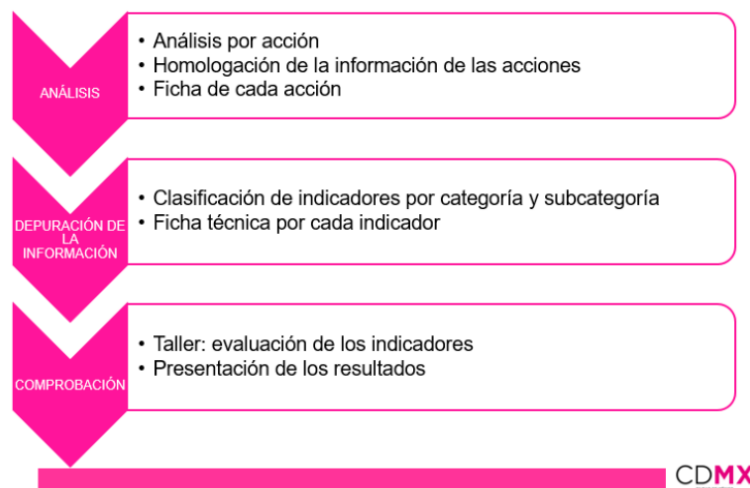 ANÁLISIS
• Análisis por acción
• Homologación de la información de las acciones
• Ficha de cada acción
DEPURACIÓN DE
LA
INFORMACIÓN
• Clasificación de indicadores por categoría y subcategoría
• Ficha técnica por cada indicador
COMPROBACIÓN
• Taller: evaluación de los indicadores
• Presentación de los resultados
CDMX